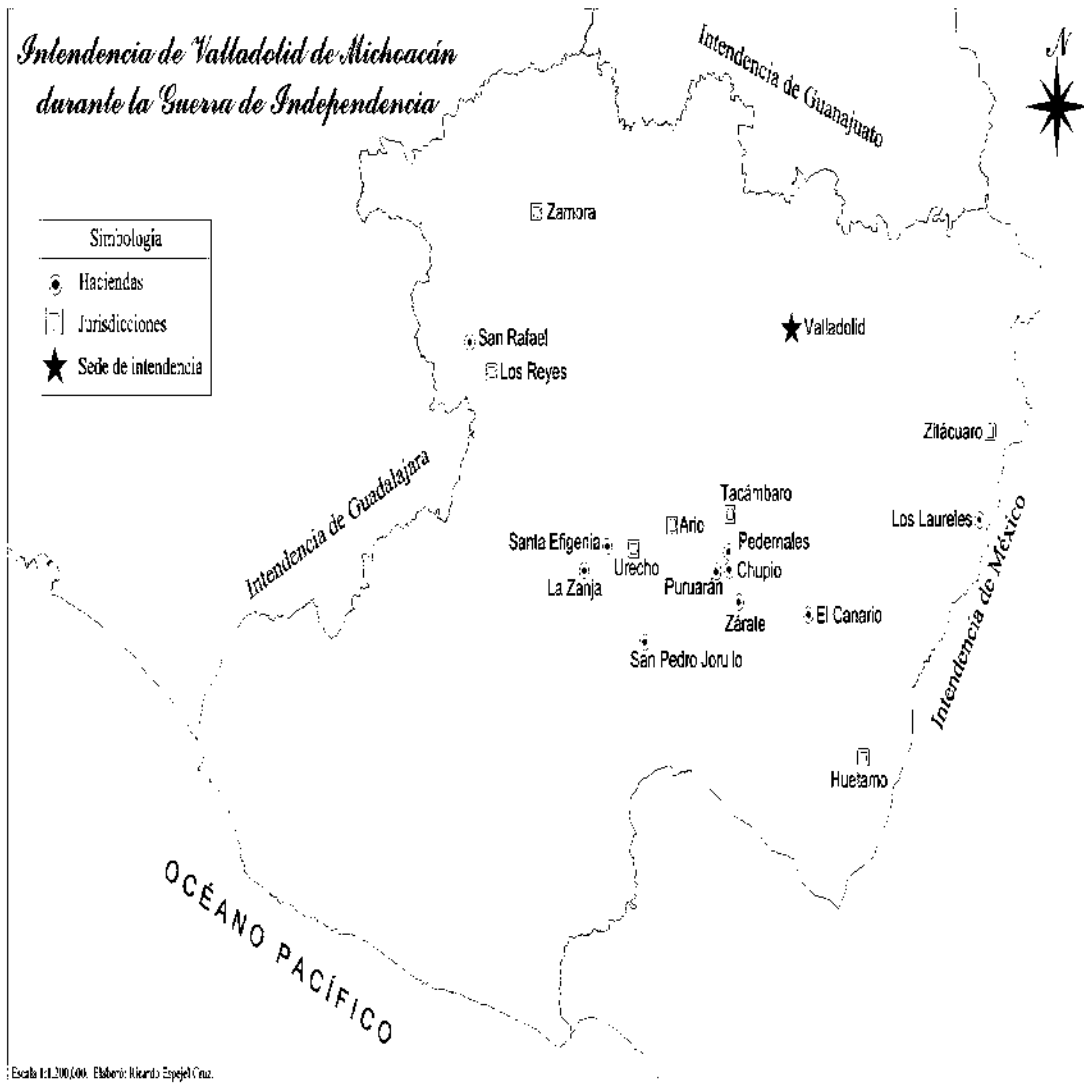 Intendencia de Valladolid de Michoacán
durante la Guerra de Independencia
Intendencia de Guanajuato
N
Simbología
Haciendas
Jurisdicciones
Sede de intendencia
Zamora
San Rafael
Los Reyes
Valladolid
Zitácuaro
Intendencia de Guadalajara
Tacámbaro
Ario
Los Laureles
Santa Efigenia
Urecho
Pedernales
La Zanja
Puruarán
Chupio
Zárate
El Canario
San Pedro Jorullo
Intendencia de México
Huetamo
OCÉANO PACÍFICO
Escala 1:1,200,000. Elaboró: Ricardo Espejel Cruz.